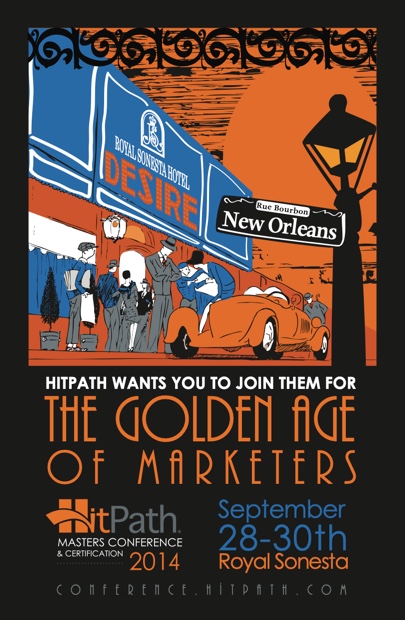 ROYAL SONESTA HOTEL
DESIRE
Rue Bourbon
New Orleans
HITPATH WANTS YOU TO JOIN THEM FOR
THE GOLDEN AGE
OF MARKETERS
HitPath
MASTERS CONFERENCE
& CERTIFICATION 2014
September
28-30th
Royal Sonesta
CONFERENCE.HITPATH.COM